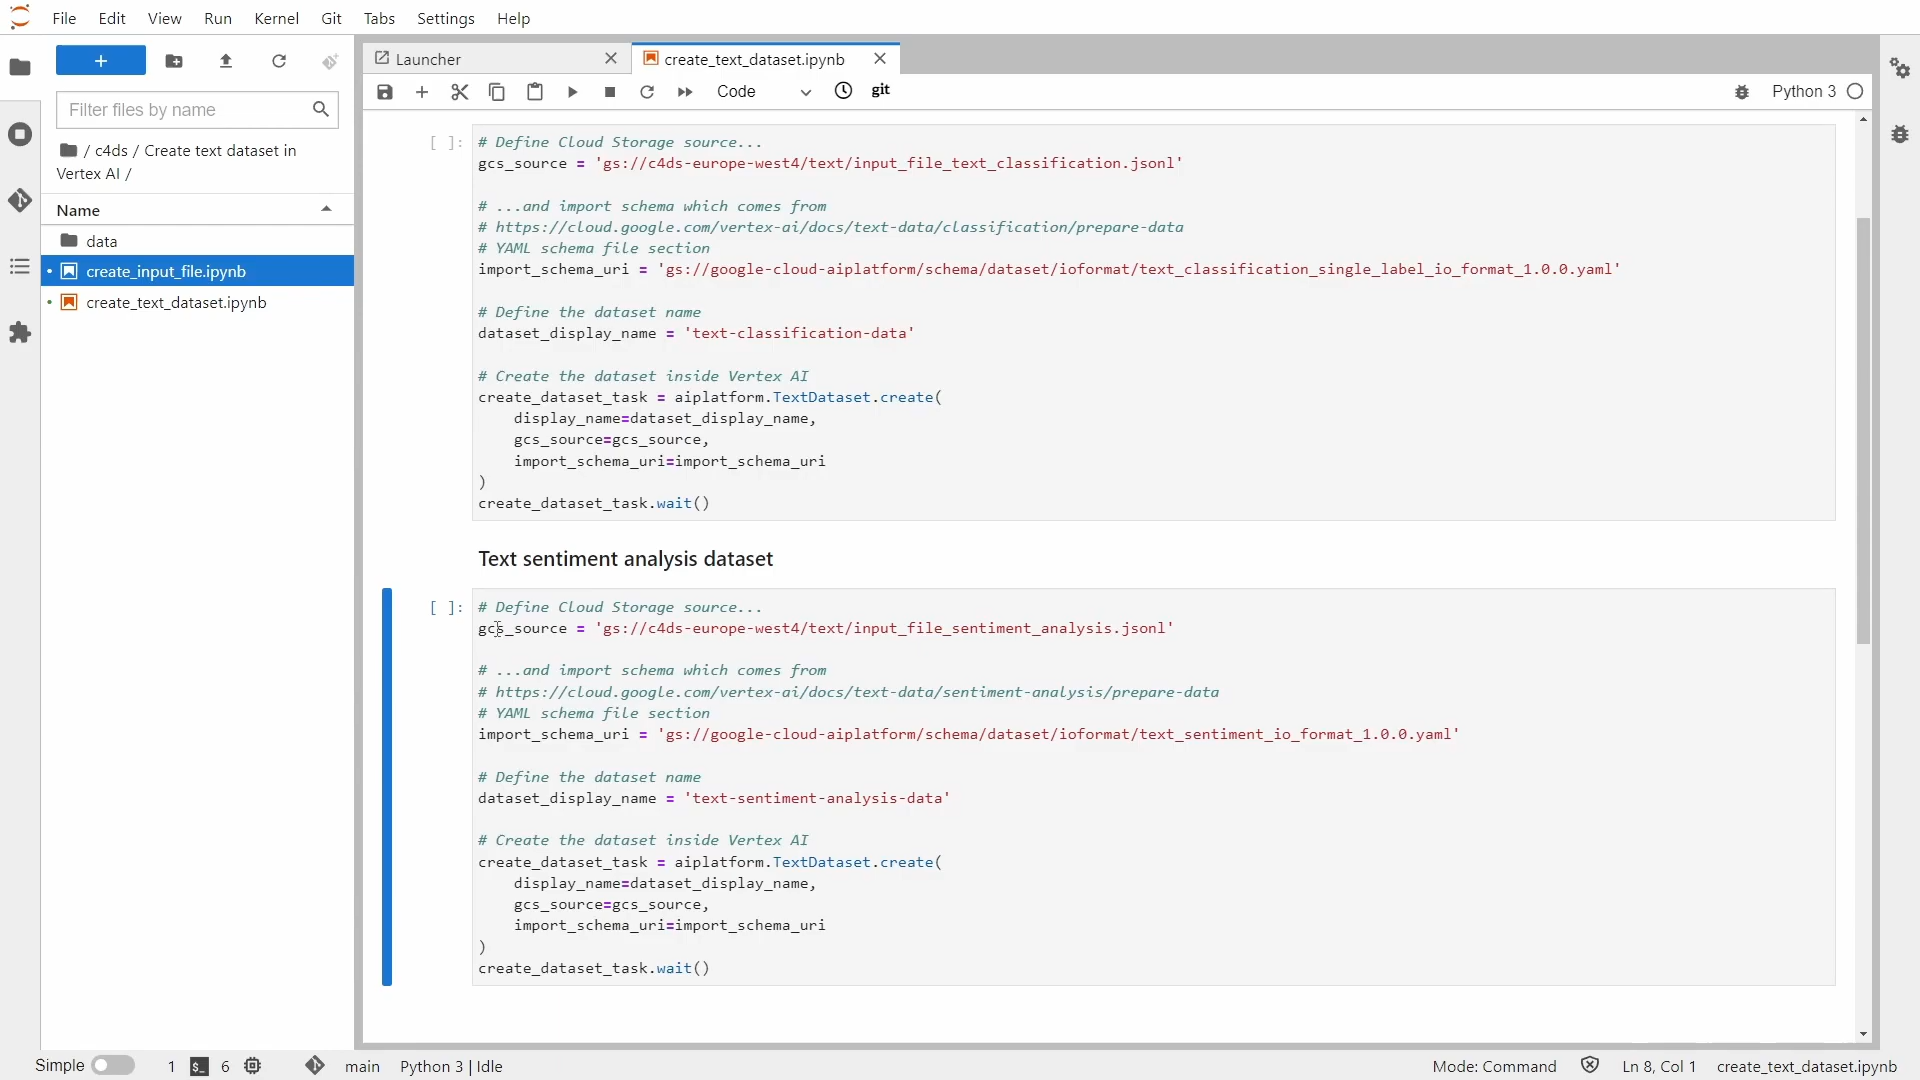 File Edit View Run Kernel Git Tabs Settings Help
Launcher
create_text_dataset.ipynb
Code
git
Python 3
Filter files by name
/ c4ds / Create text dataset in
Vertex AI /
Name
data
create_input_file.ipynb
create_text_dataset.ipynb
[ ]:
# Define Cloud Storage source...
gcs_source = 'gs://c4ds-europe-west4/text/input_file_text_classification.jsonl'
# ...and import schema which comes from
# https://cloud.google.com/vertex-ai/docs/text-data/classification/prepare-data
# YAML schema file section
import_schema_uri = 'gs://google-cloud-aiplatform/schema/dataset/ioformat/text_classification_single_label_io_format_1.0.0.yaml'
# Define the dataset name
dataset_display_name = 'text-classification-data'
# Create the dataset inside Vertex AI
create_dataset_task = aiplatform.TextDataset.create(
    display_name=dataset_display_name,
    gcs_source=gcs_source,
    import_schema_uri=import_schema_uri
)
create_dataset_task.wait()
Text sentiment analysis dataset
[ ]:
# Define Cloud Storage source...
gcs_source = 'gs://c4ds-europe-west4/text/input_file_sentiment_analysis.jsonl'
# ...and import schema which comes from
# https://cloud.google.com/vertex-ai/docs/text-data/sentiment-analysis/prepare-data
# YAML schema file section
import_schema_uri = 'gs://google-cloud-aiplatform/schema/dataset/ioformat/text_sentiment_io_format_1.0.0.yaml'
# Define the dataset name
dataset_display_name = 'text-sentiment-analysis-data'
# Create the dataset inside Vertex AI
create_dataset_task = aiplatform.TextDataset.create(
    display_name=dataset_display_name,
    gcs_source=gcs_source,
    import_schema_uri=import_schema_uri
)
create_dataset_task.wait()
Simple 1 $_ 6 main Python 3 | Idle Mode: Command Ln 8, Col 1 create_text_dataset.ipynb